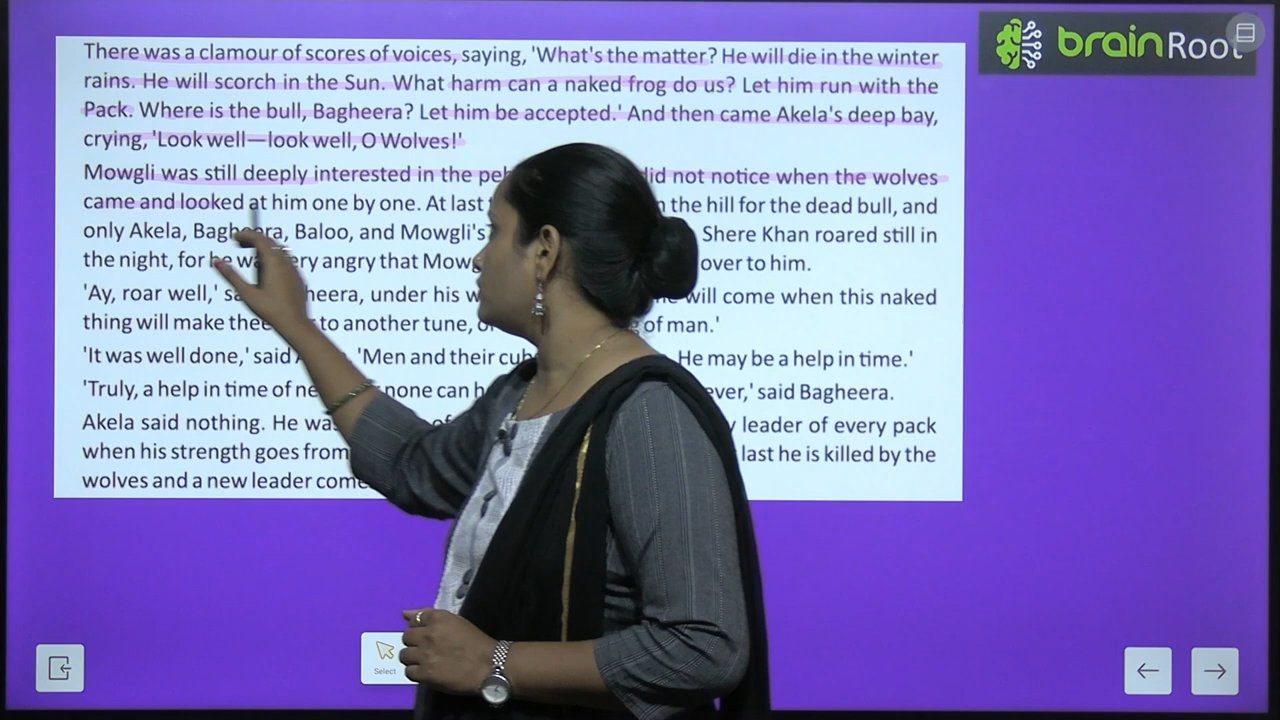 There was a clamour of scores of voices, saying, 'What's the matter? He will die in the winter
rains. He will scorch in the Sun. What harm can a naked frog do us? Let him run with the
Pack. Where is the bull, Bagheera? Let him be accepted.' And then came Akela's deep bay,
crying, 'Look well—look well, O Wolves!'
Mowgli was still deeply interested in the did not notice when the wolves
came and looked at him one by one. At last the hill for the dead bull, and
only Akela, Bagheera, Baloo, and Mowgli's Shere Khan roared still in
the night, for he was very angry that over to him.
'Ay, roar well,' Bagheera, under his will come when this naked
thing will make thee to another tune, of man.'
'It was well done,' said 'Men and their He may be a help in time.'
'Truly, a help in time of none can said Bagheera.
Akela said nothing. He was leader of every pack
when his strength goes from last he is killed by the
wolves and a new leader
brainRoot
Select